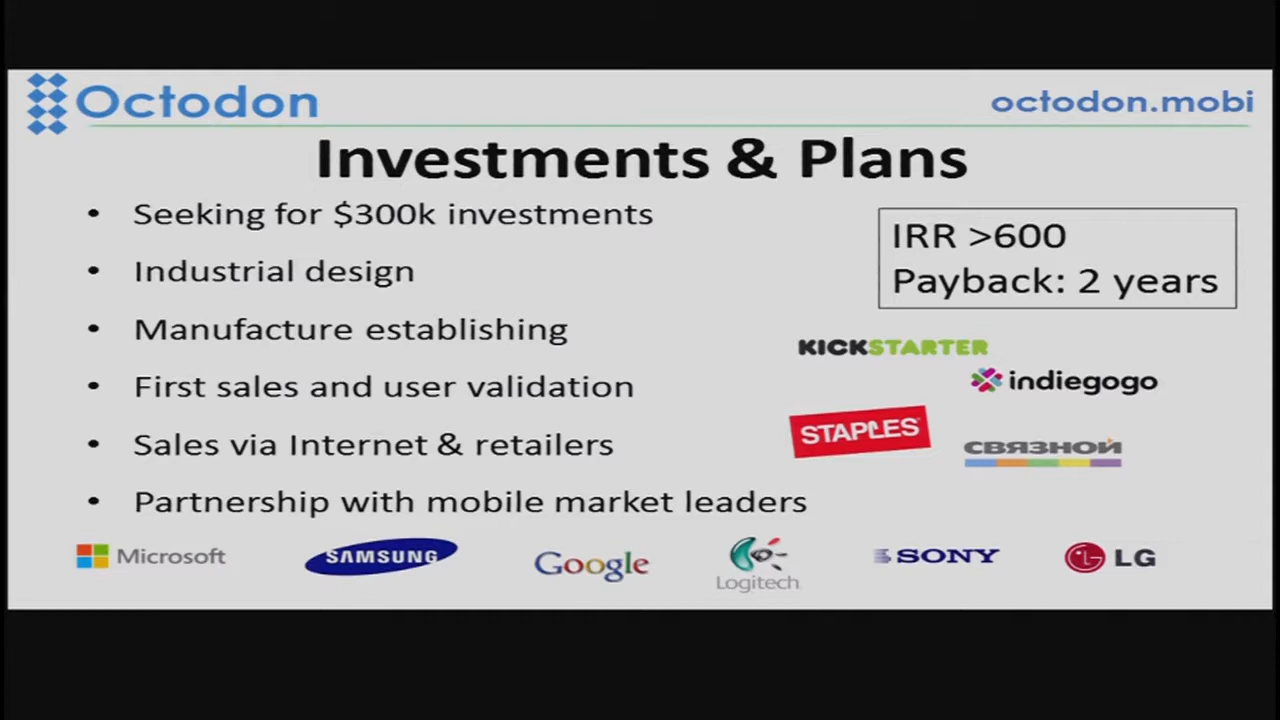 Octodon
octodon.mobi
Investments & Plans
• Seeking for $300k investments
• Industrial design
• Manufacture establishing
• First sales and user validation
• Sales via Internet & retailers
• Partnership with mobile market leaders
IRR >600
Payback: 2 years
KICKSTARTER
indiegogo
STAPLES
СВЯЗНОЙ
Microsoft
SAMSUNG
Google
Logitech
SONY
LG